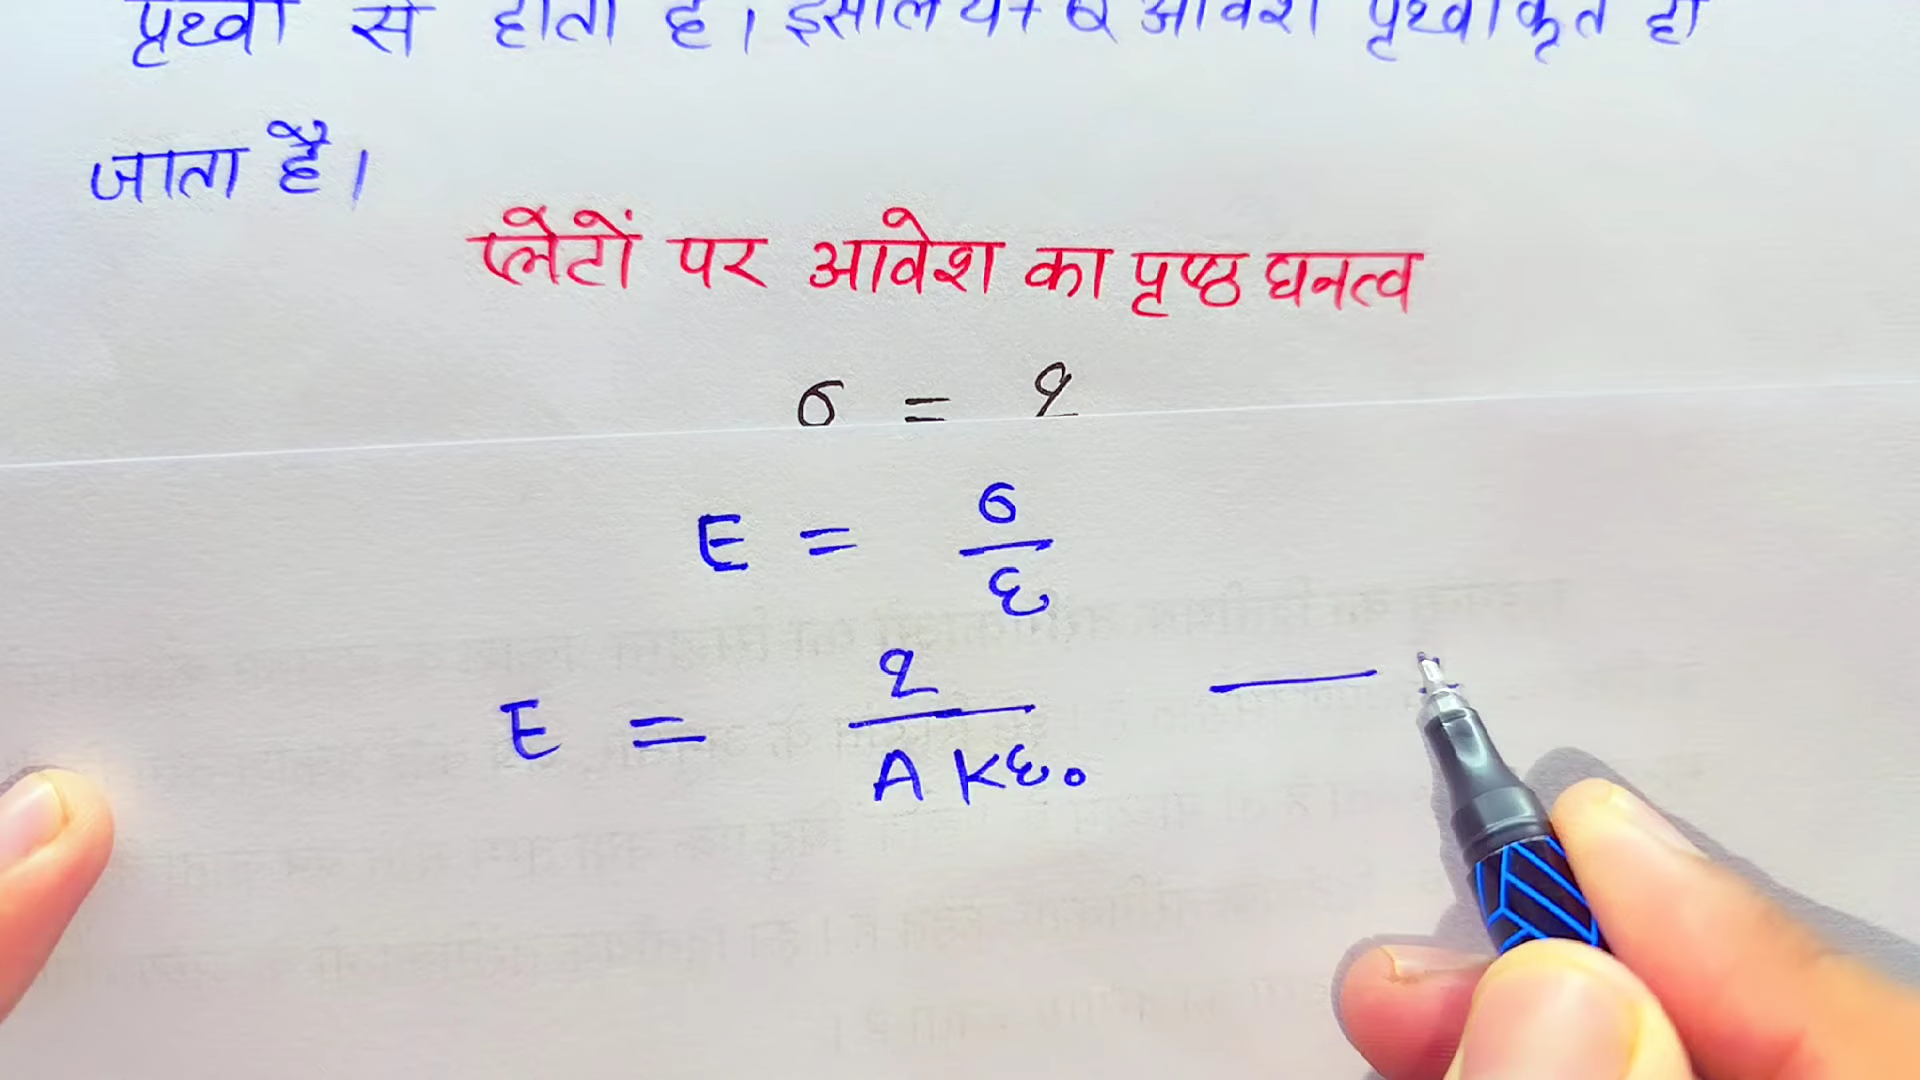 पृथ्वी से होता है। इसलिये + q आवेश पृथ्वीकृत हो
जाता है।
प्लेटों पर आवेश का पृष्ठ घनत्व
σ = q
E = σ/ε
E = q/AKε₀ —